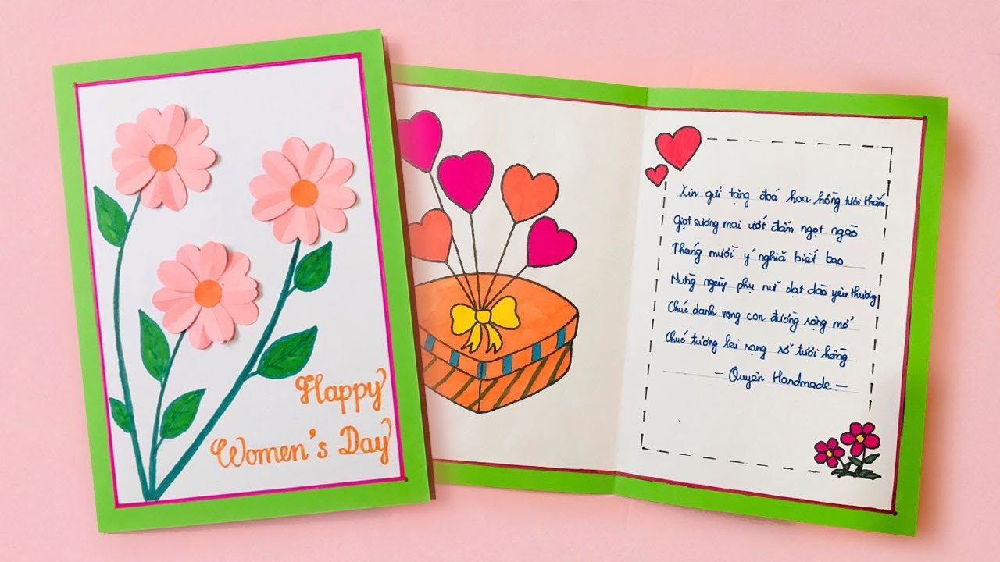 Happy
Women's Day
Xin gửi tặng đoá hoa hồng tươi thắm
Giọt sương mai ướt đẫm ngọt ngào
Tháng mười ý nghĩa biết bao
Mừng ngày phụ nữ dạt dào yêu thương
Chúc danh vọng con đường rộng mở
Chúc tương lai rạng rỡ tươi hồng
- Quyên Handmade -